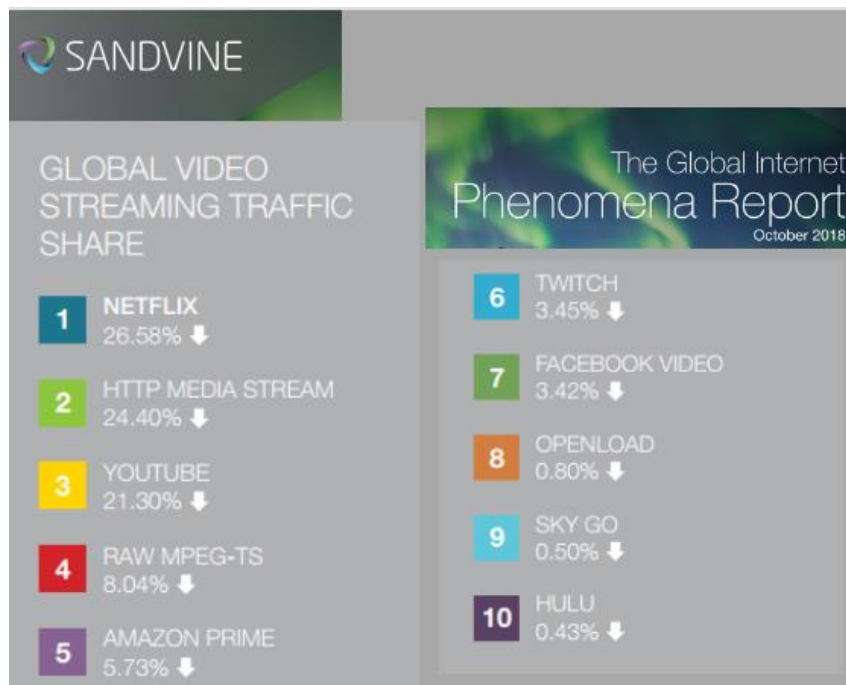 SANDVINE
GLOBAL VIDEO
STREAMING TRAFFIC
SHARE
1 NETFLIX
26.58%
2 HTTP MEDIA STREAM
24.40%
3 YOUTUBE
21.30%
4 RAW MPEG-TS
8.04%
5 AMAZON PRIME
5.73%
The Global Internet
Phenomena Report
October 2018
6 TWITCH
3.45%
7 FACEBOOK VIDEO
3.42%
8 OPENLOAD
0.80%
9 SKY GO
0.50%
10 HULU
0.43%